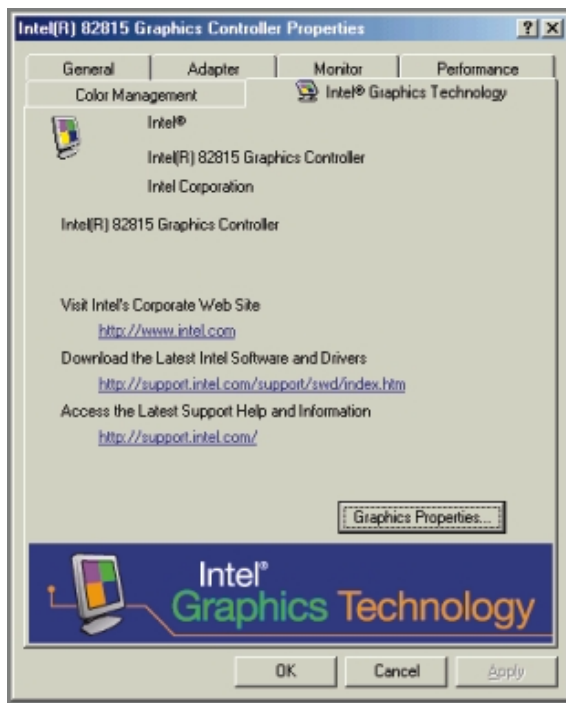 Intel(R) 82815 Graphics Controller Properties
General Adapter Monitor Performance
Color Management Intel® Graphics Technology
Intel®
Intel(R) 82815 Graphics Controller
Intel Corporation
Intel(R) 82815 Graphics Controller
Visit Intel's Corporate Web Site
http://www.intel.com
Download the Latest Intel Software and Drivers
http://support.intel.com/support/swd/index.htm
Access the Latest Support Help and Information
http://support.intel.com/
Graphics Properties...
Intel®
Graphics Technology
OK Cancel Apply